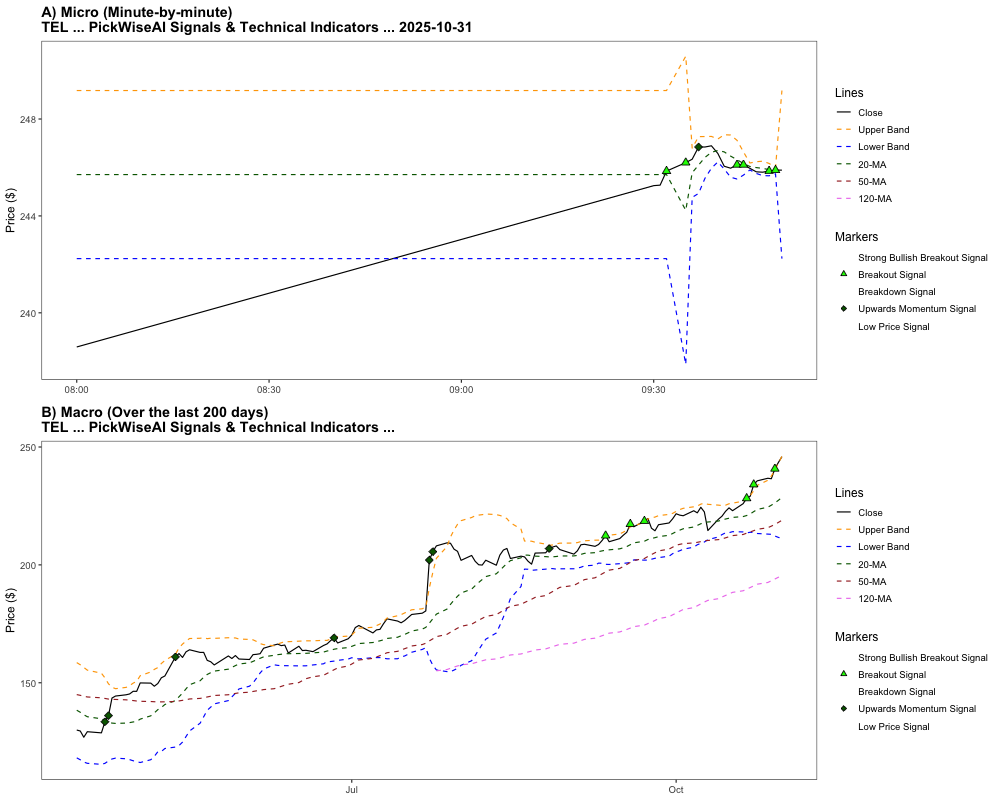 A) Micro (Minute-by-minute)
TEL ... PickWiseAI Signals & Technical Indicators ... 2025-10-31
Price ($)
248
244
240
08:00
08:30
09:00
09:30
Lines
Close
Upper Band
Lower Band
20-MA
50-MA
120-MA
Markers
Strong Bullish Breakout Signal
Breakout Signal
Breakdown Signal
Upwards Momentum Signal
Low Price Signal
B) Macro (Over the last 200 days)
TEL ... PickWiseAI Signals & Technical Indicators ...
Price ($)
250
200
150
Jul
Oct
Lines
Close
Upper Band
Lower Band
20-MA
50-MA
120-MA
Markers
Strong Bullish Breakout Signal
Breakout Signal
Breakdown Signal
Upwards Momentum Signal
Low Price Signal